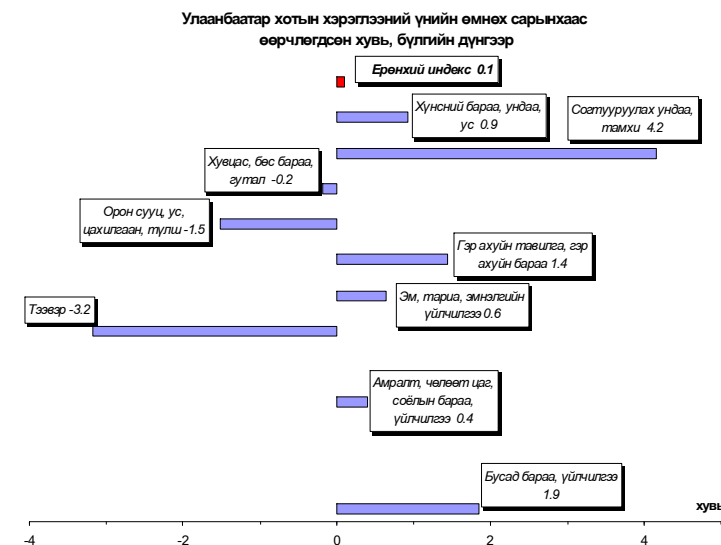 Улаанбаатар хотын хэрэглээний үнийн өмнөх сарынхаас
өөрчлөгдсөн хувь, бүлгийн дүнгээр
Ерөнхий индекс 0.1
Хүнсний бараа, ундаа,
ус 0.9
Согтууруулах ундаа,
тамхи 4.2
Хувцас, бөс бараа,
гутал -0.2
Орон сууц, ус,
цахилгаан, түлш -1.5
Гэр ахуйн тавилга, гэр
ахуйн бараа 1.4
Эм, тариа, эмнэлгийн
үйлчилгээ 0.6
Тээвэр -3.2
Амралт, чөлөөт цаг,
соёлын бараа,
үйлчилгээ 0.4
Бусад бараа, үйлчилгээ
1.9
хувь
-4 -2 0 2 4